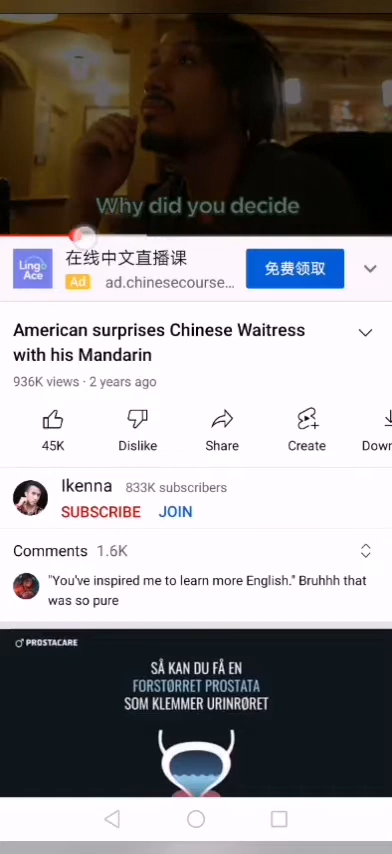 Why did you decide
Lingo
Ace
在线中文直播课
Ad ad.chinesecourse...
免费领取
American surprises Chinese Waitress
with his Mandarin
936K views · 2 years ago
45K Dislike Share Create Down
Ikenna 833K subscribers
SUBSCRIBE JOIN
Comments 1.6K
"You've inspired me to learn more English." Bruhhh that
was so pure
PROSTACARE
SÅ KAN DU FÅ EN
FORSTØRRET PROSTATA
SOM KLEMMER URINRØRET